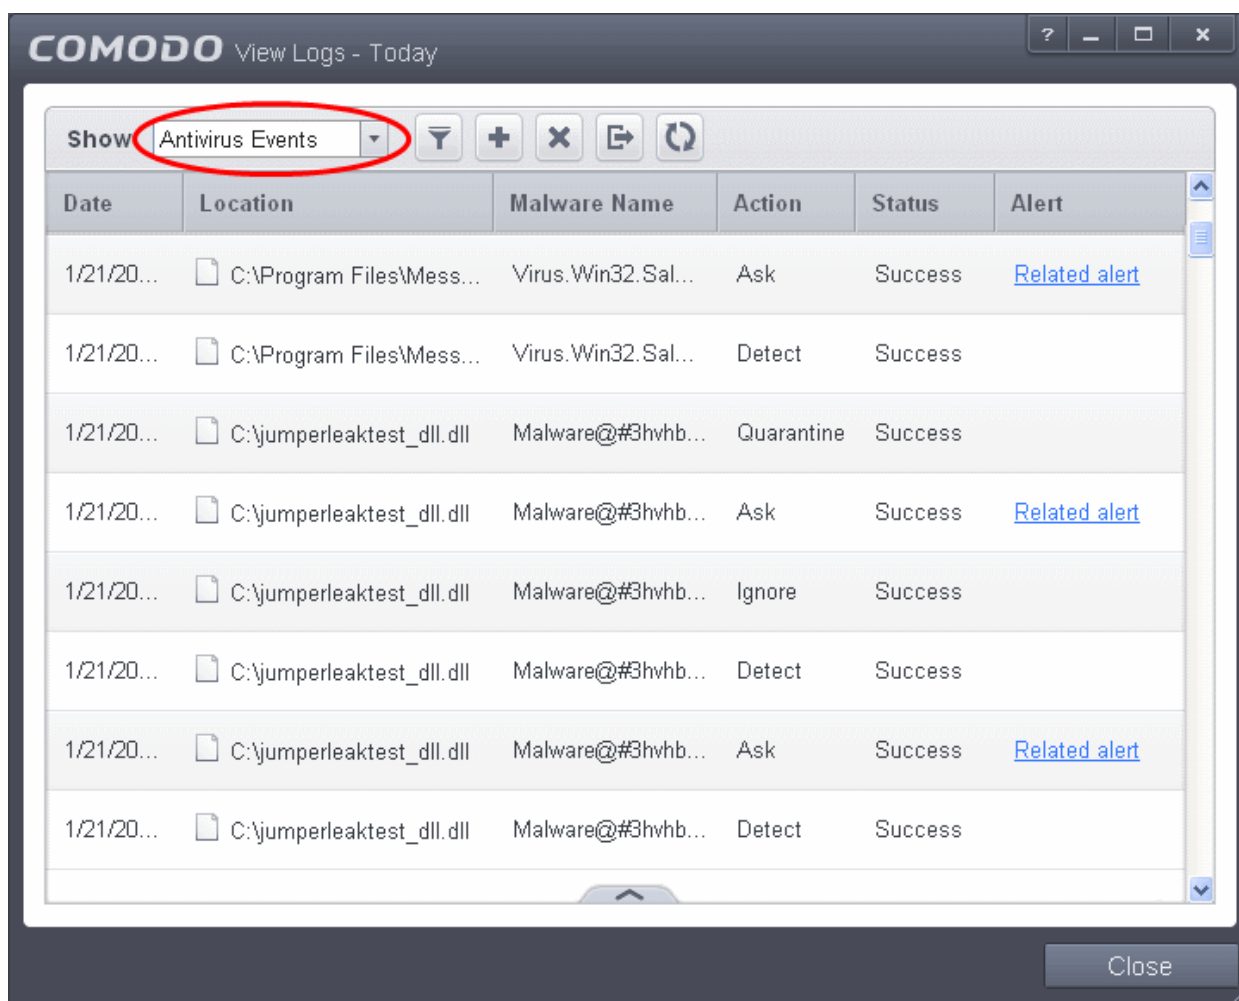 COMODO View Logs - Today
?
Show Antivirus Events
Date Location Malware Name Action Status Alert
1/21/20... C:\Program Files\Mess... Virus.Win32.Sal... Ask Success Related alert
1/21/20... C:\Program Files\Mess... Virus.Win32.Sal... Detect Success
1/21/20... C:\jumperleaktest_dll.dll Malware@#3hvhb... Quarantine Success
1/21/20... C:\jumperleaktest_dll.dll Malware@#3hvhb... Ask Success Related alert
1/21/20... C:\jumperleaktest_dll.dll Malware@#3hvhb... Ignore Success
1/21/20... C:\jumperleaktest_dll.dll Malware@#3hvhb... Detect Success
1/21/20... C:\jumperleaktest_dll.dll Malware@#3hvhb... Ask Success Related alert
1/21/20... C:\jumperleaktest_dll.dll Malware@#3hvhb... Detect Success
Close